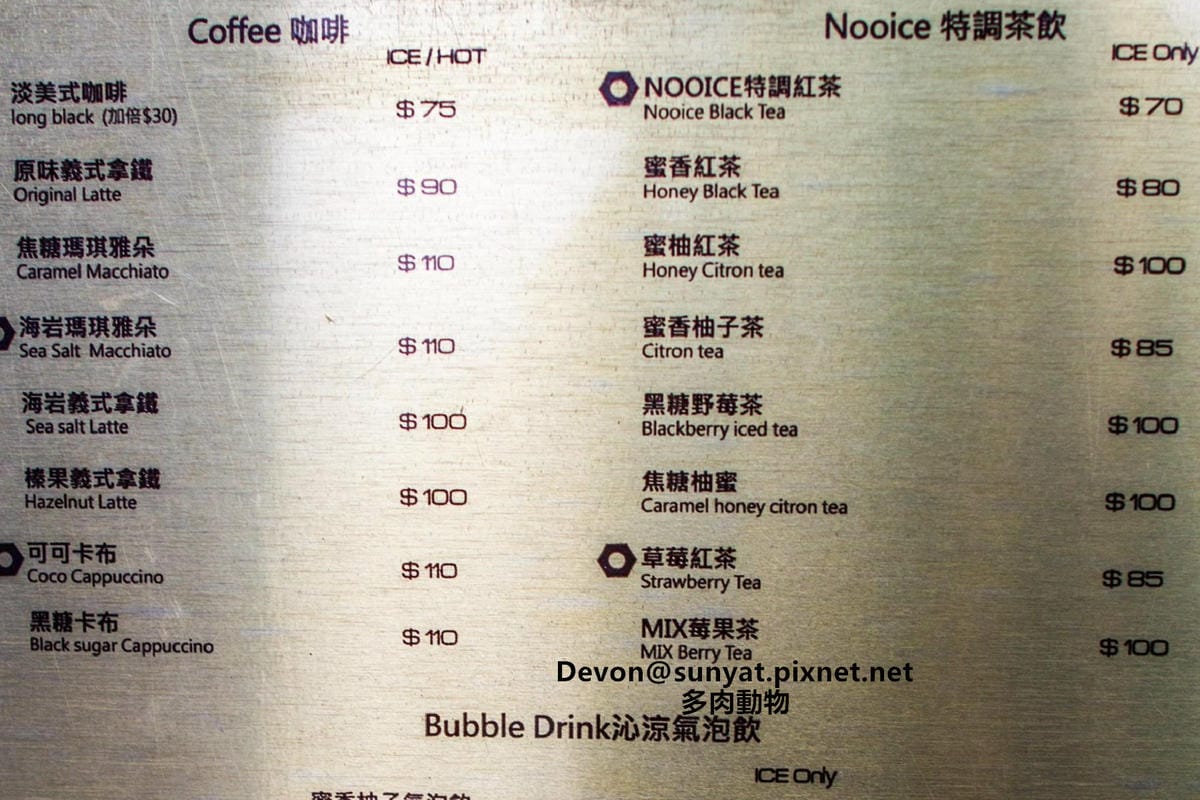 Coffee 咖啡
ICE / HOT
淡美式咖啡
long black (加倍$30)
$75
原味義式拿鐵
Original Latte
$90
焦糖瑪琪雅朵
Caramel Macchiato
$110
海岩瑪琪雅朵
Sea Salt Macchiato
$110
海岩義式拿鐵
Sea salt Latte
$100
榛果義式拿鐵
Hazelnut Latte
$100
可可卡布
Coco Cappuccino
$110
黑糖卡布
Black sugar Cappuccino
$110
Nooice 特調茶飲
ICE Only
NOOICE特調紅茶
Nooice Black Tea
$70
蜜香紅茶
Honey Black Tea
$80
蜜柚紅茶
Honey Citron tea
$100
蜜香柚子茶
Citron tea
$85
黑糖野莓茶
Blackberry iced tea
$100
焦糖柚蜜
Caramel honey citron tea
$100
草莓紅茶
Strawberry Tea
$85
MIX莓果茶
MIX Berry Tea
$100
Devon@sunyat.pixnet.net
多肉動物
Bubble Drink沁涼氣泡飲
ICE Only
蜜香柚子氣泡飲